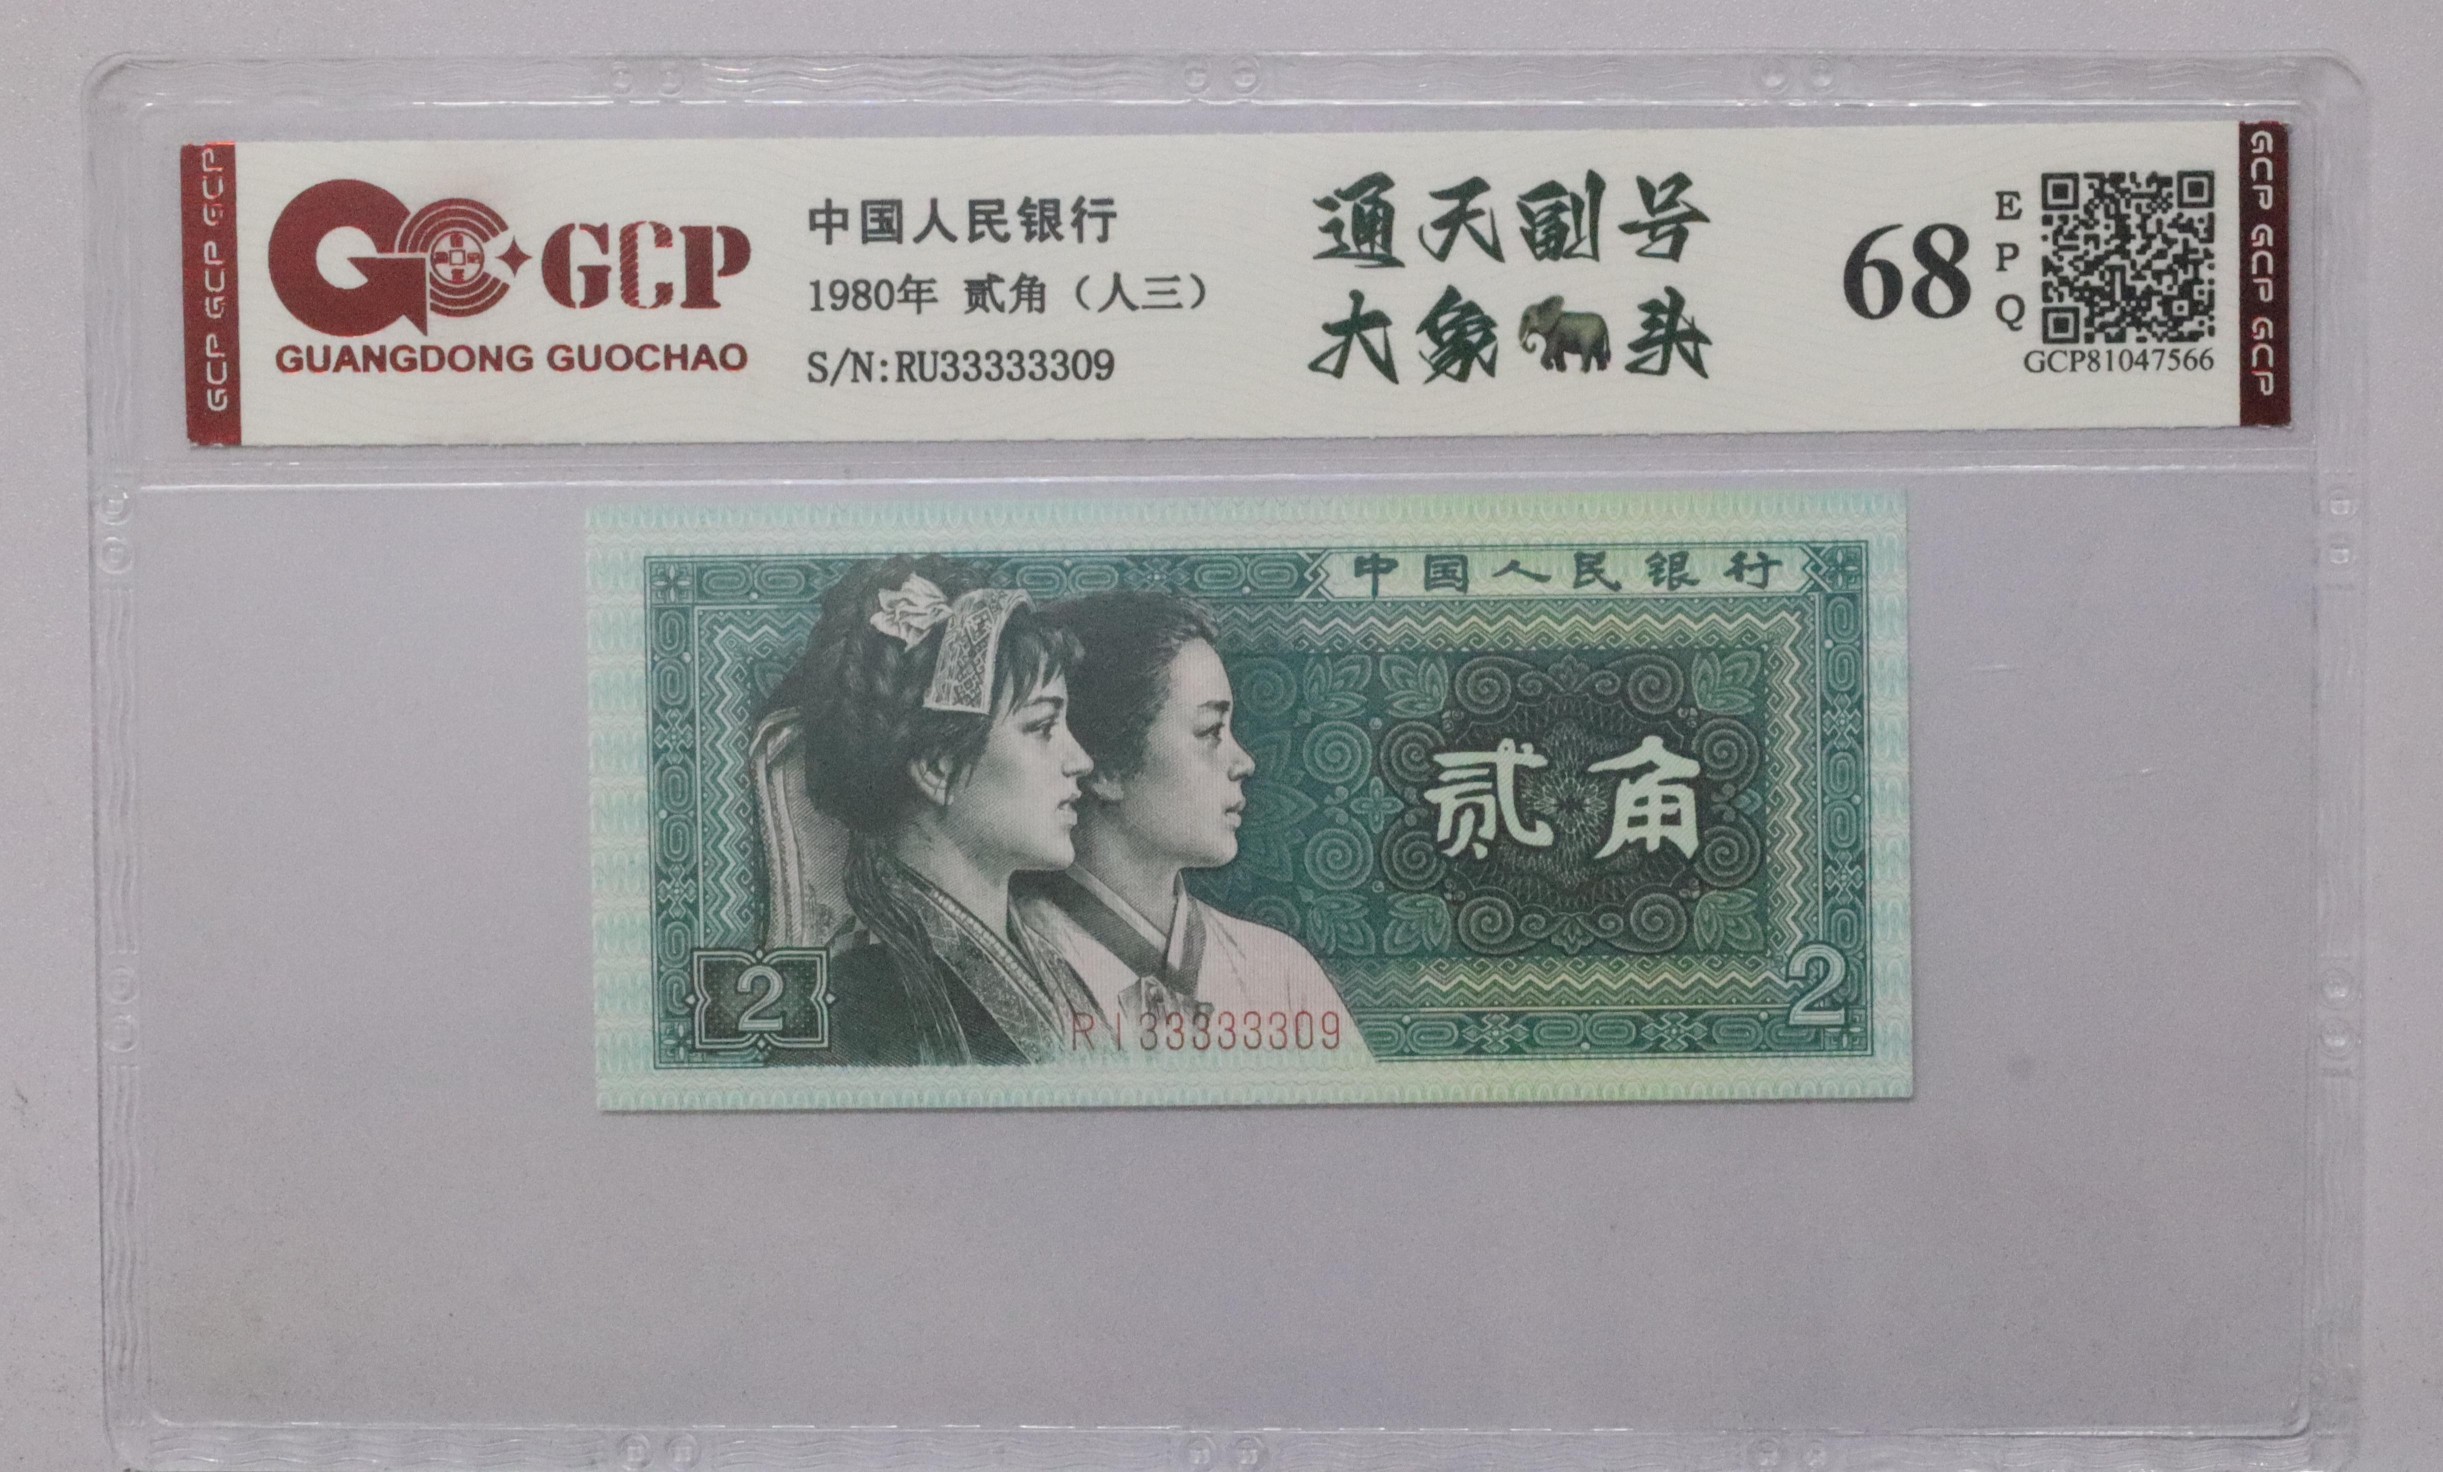 GCP GCP GCP
GCP
GUANGDONG GUOCHAO
中国人民银行
1980年 贰角（人三）
S/N:RU33333309
通天副号
大象头
68
EPQ
GCP81047566
GCP GCP GCP
中国人民银行
贰角
2
2
RI33333309